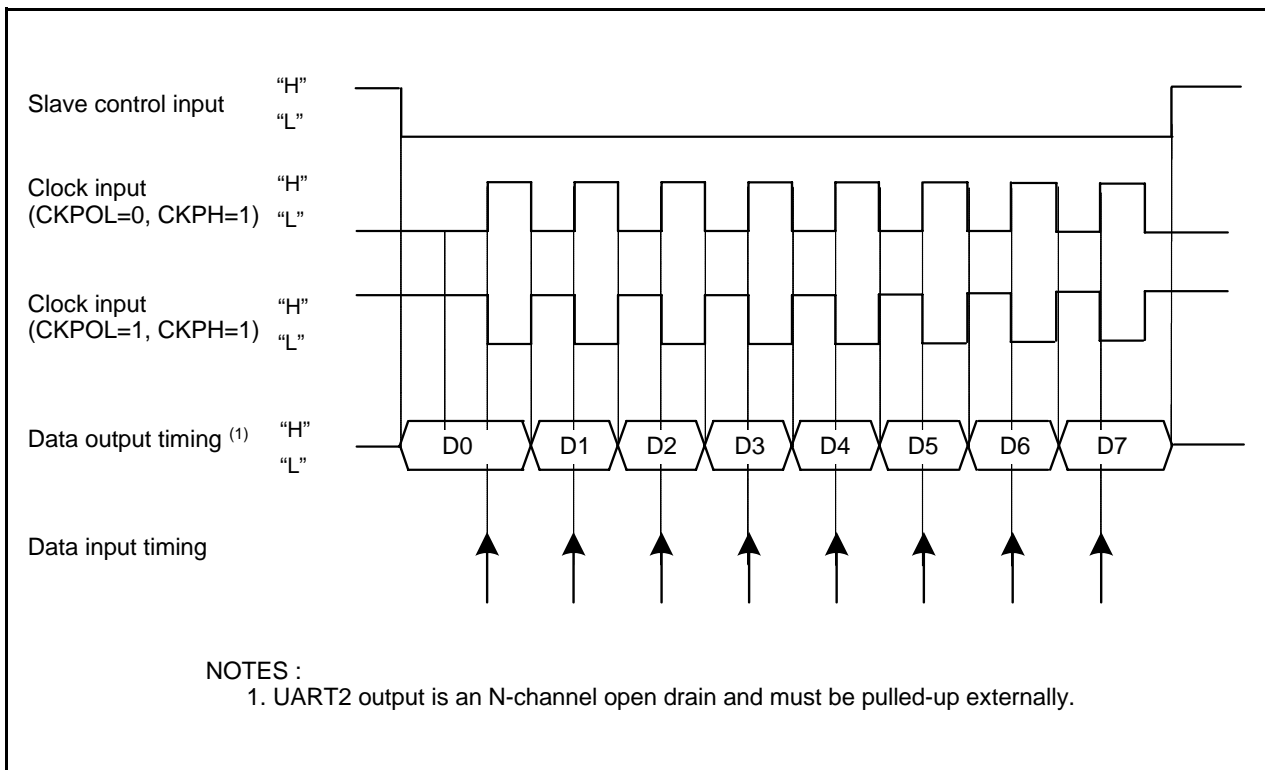 Slave control input
“H”
“L”
Clock input
(CKPOL=0, CKPH=1)
“H”
“L”
Clock input
(CKPOL=1, CKPH=1)
“H”
“L”
Data output timing (1)
“H”
“L”
D0 D1 D2 D3 D4 D5 D6 D7
Data input timing
NOTES :
1. UART2 output is an N-channel open drain and must be pulled-up externally.